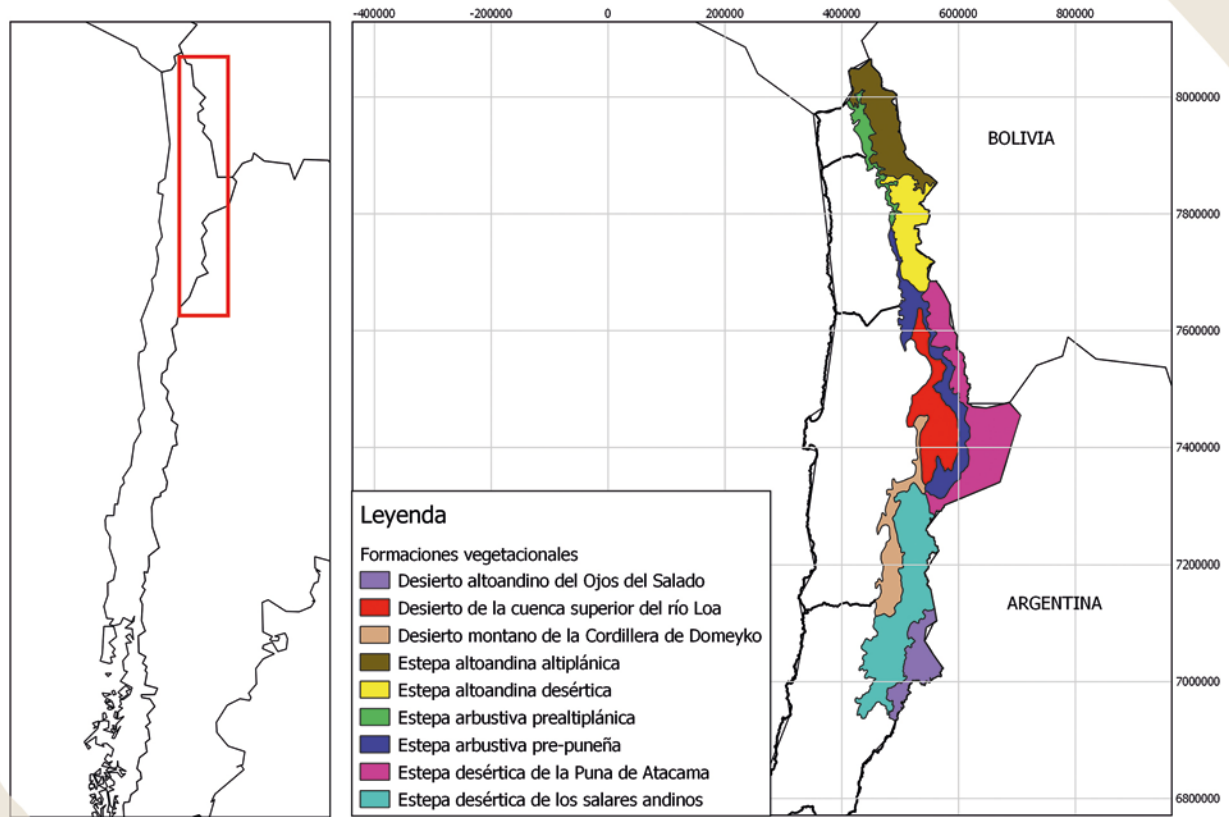 -400000 -200000 0 200000 400000 600000 800000
8000000
BOLIVIA
7800000
7600000
7400000
7200000
ARGENTINA
7000000
6800000
Leyenda
Formaciones vegetacionales
Desierto altoandino del Ojos del Salado
Desierto de la cuenca superior del río Loa
Desierto montano de la Cordillera de Domeyko
Estepa altoandina altiplánica
Estepa altoandina desértica
Estepa arbustiva prealtiplánica
Estepa arbustiva pre-puneña
Estepa desértica de la Puna de Atacama
Estepa desértica de los salares andinos